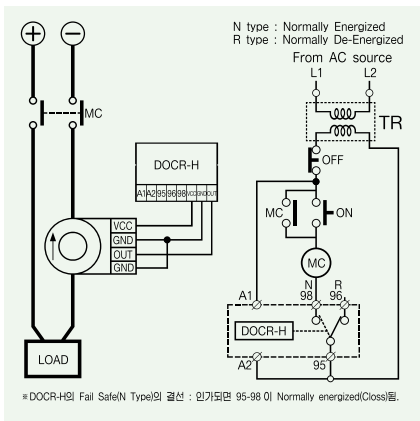 N type : Normally Energized
R type : Normally De-Energized
From AC source
L1 L2
TR
MC
OFF
DOCR-H
A1 A2 95 96 98 VCC GND OUT
MC ON
VCC
GND
OUT
GND
MC
N R
A1 98 96
DOCR-H
LOAD
A2 95
※DOCR-H의 Fail Safe(N Type)의 결선 : 인가되면 95-98 이 Normally energized(Closs)됨.